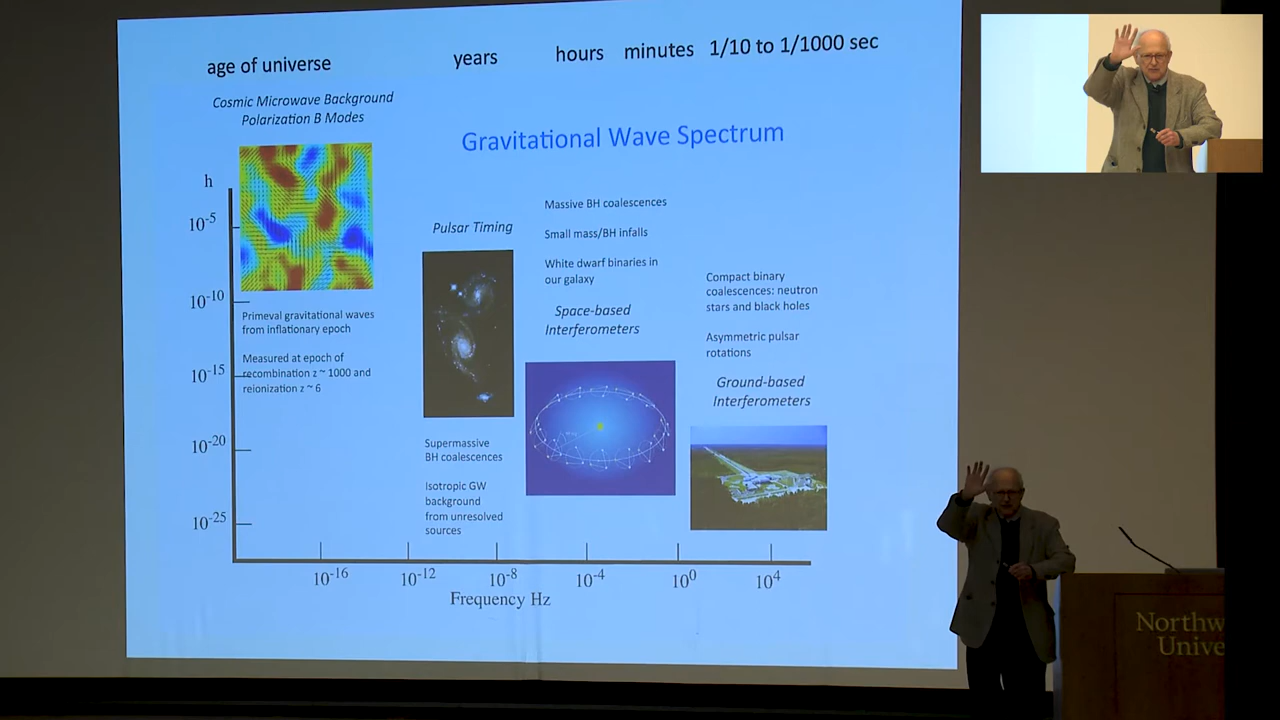 age of universe
years
hours
minutes
1/10 to 1/1000 sec
Cosmic Microwave Background
Polarization B Modes
Gravitational Wave Spectrum
h
10-5
10-10
10-15
10-20
10-25
Primeval gravitational waves
from inflationary epoch
Measured at epoch of
recombination z ~ 1000 and
reionization z ~ 6
Pulsar Timing
Supermassive
BH coalescences
Isotropic GW
background
from unresolved
sources
Massive BH coalescences
Small mass/BH infalls
White dwarf binaries in
our galaxy
Space-based
Interferometers
Compact binary
coalescences: neutron
stars and black holes
Asymmetric pulsar
rotations
Ground-based
Interferometers
10-16
10-12
10-8
10-4
100
104
Frequency Hz
Northw
Unive